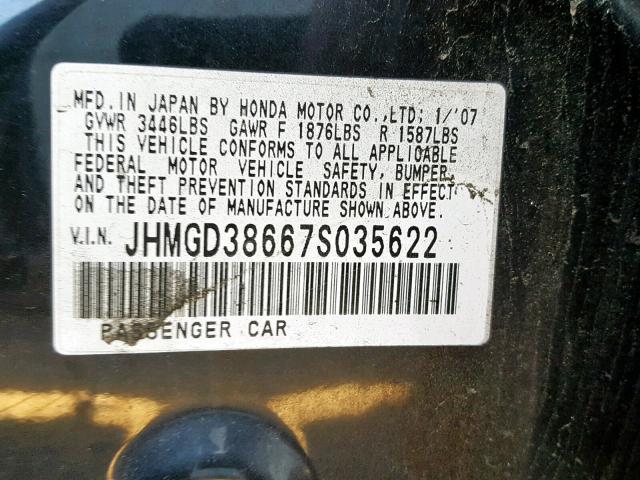 MFD. IN JAPAN BY HONDA MOTOR CO.,LTD; 1/'07
GVWR 3446LBS GAWR F 1876LBS R 1587LBS
THIS VEHICLE CONFORMS TO ALL APPLICABLE
FEDERAL MOTOR VEHICLE SAFETY, BUMPER,
AND THEFT PREVENTION STANDARDS IN EFFECT
ON THE DATE OF MANUFACTURE SHOWN ABOVE.
V.I.N. JHMGD38667S035622
PASSENGER CAR